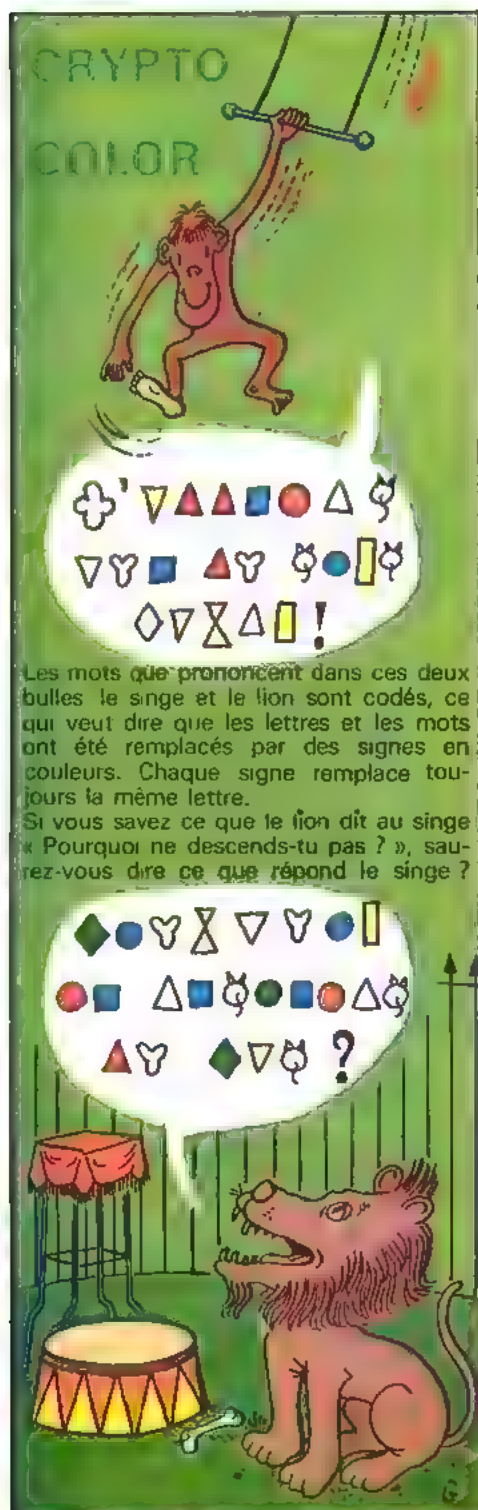 CRYPTO
COLOR
Les mots que prononcent dans ces deux
bulles le singe et le lion sont codés, ce
qui veut dire que les lettres et les mots
ont été remplacés par des signes en
couleurs. Chaque signe remplace tou-
jours la même lettre.
Si vous savez ce que le lion dit au singe
« Pourquoi ne descends-tu pas ? », sau-
rez-vous dire ce que répond le singe ?